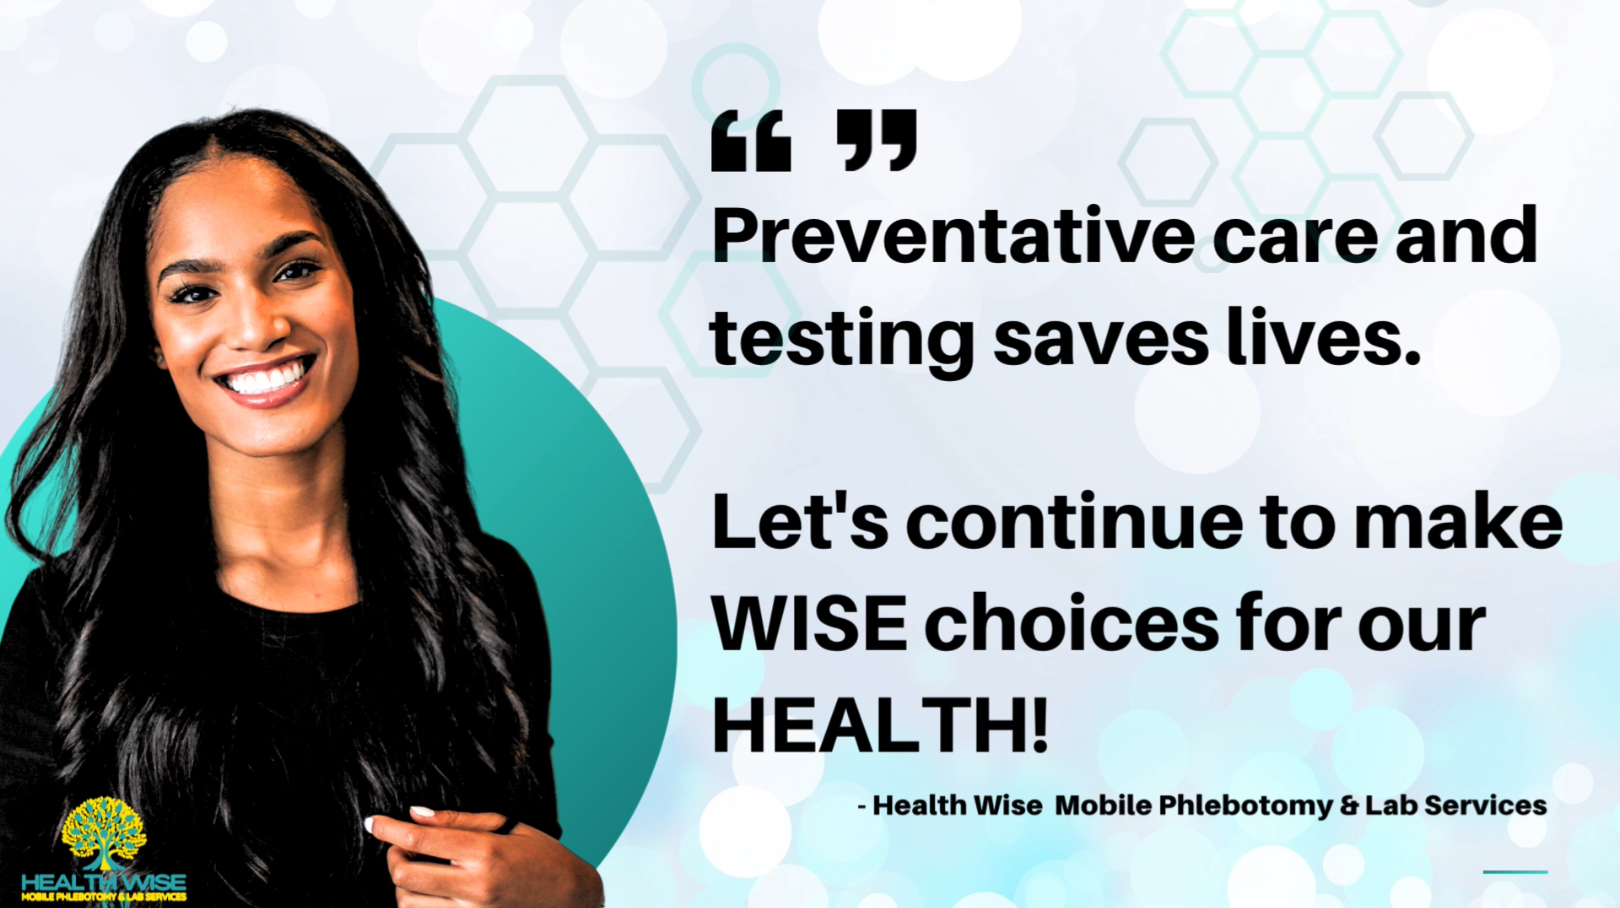 “ ”
Preventative care and
testing saves lives.
Let's continue to make
WISE choices for our
HEALTH!
- Health Wise  Mobile Phlebotomy & Lab Services
HEALTH WISE
MOBILE PHLEBOTOMY & LAB SERVICES